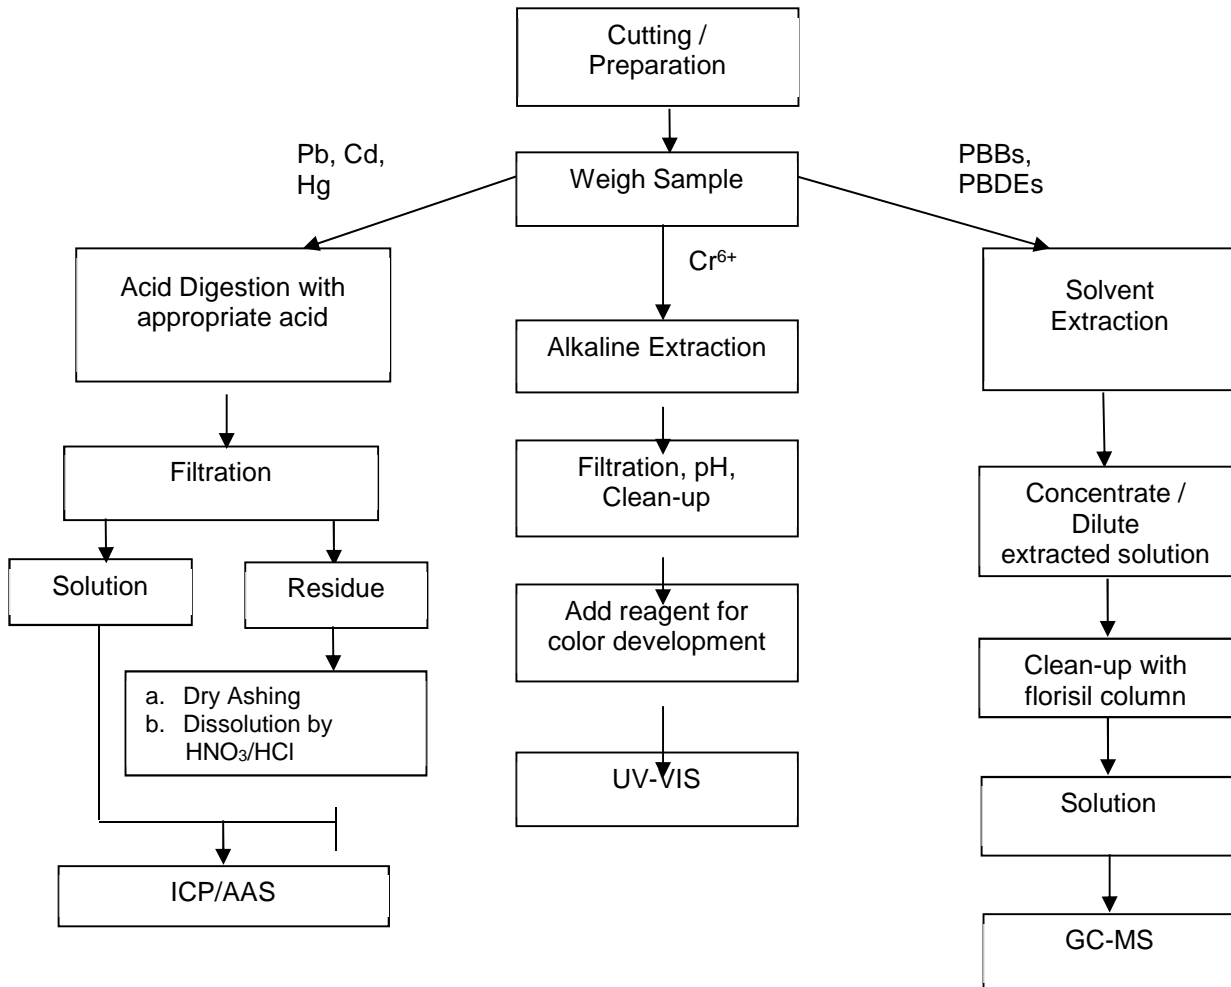 Cutting /
Preparation
Pb, Cd,
Hg
Weigh Sample
PBBs,
PBDEs
Cr⁶⁺
Acid Digestion with
appropriate acid
Alkaline Extraction
Solvent
Extraction
Filtration
Filtration, pH,
Clean-up
Concentrate /
Dilute
extracted solution
Solution
Residue
Add reagent for
color development
a. Dry Ashing
b. Dissolution by
HNO₃/HCl
Clean-up with
florisil column
UV-VIS
Solution
ICP/AAS
GC-MS